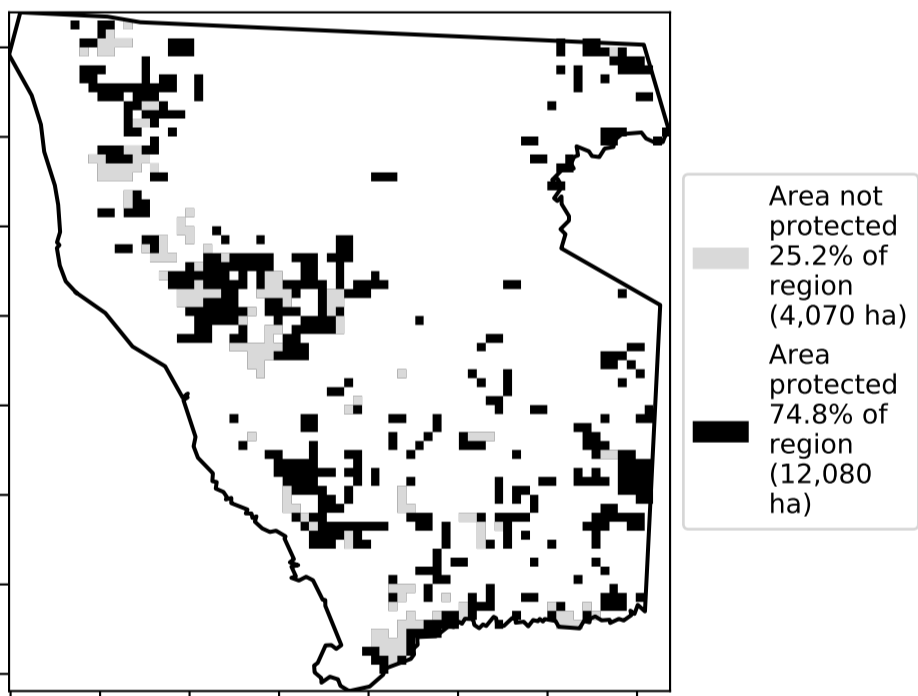 Area not
protected
25.2% of
region
(4,070 ha)
Area
protected
74.8% of
region
(12,080
ha)